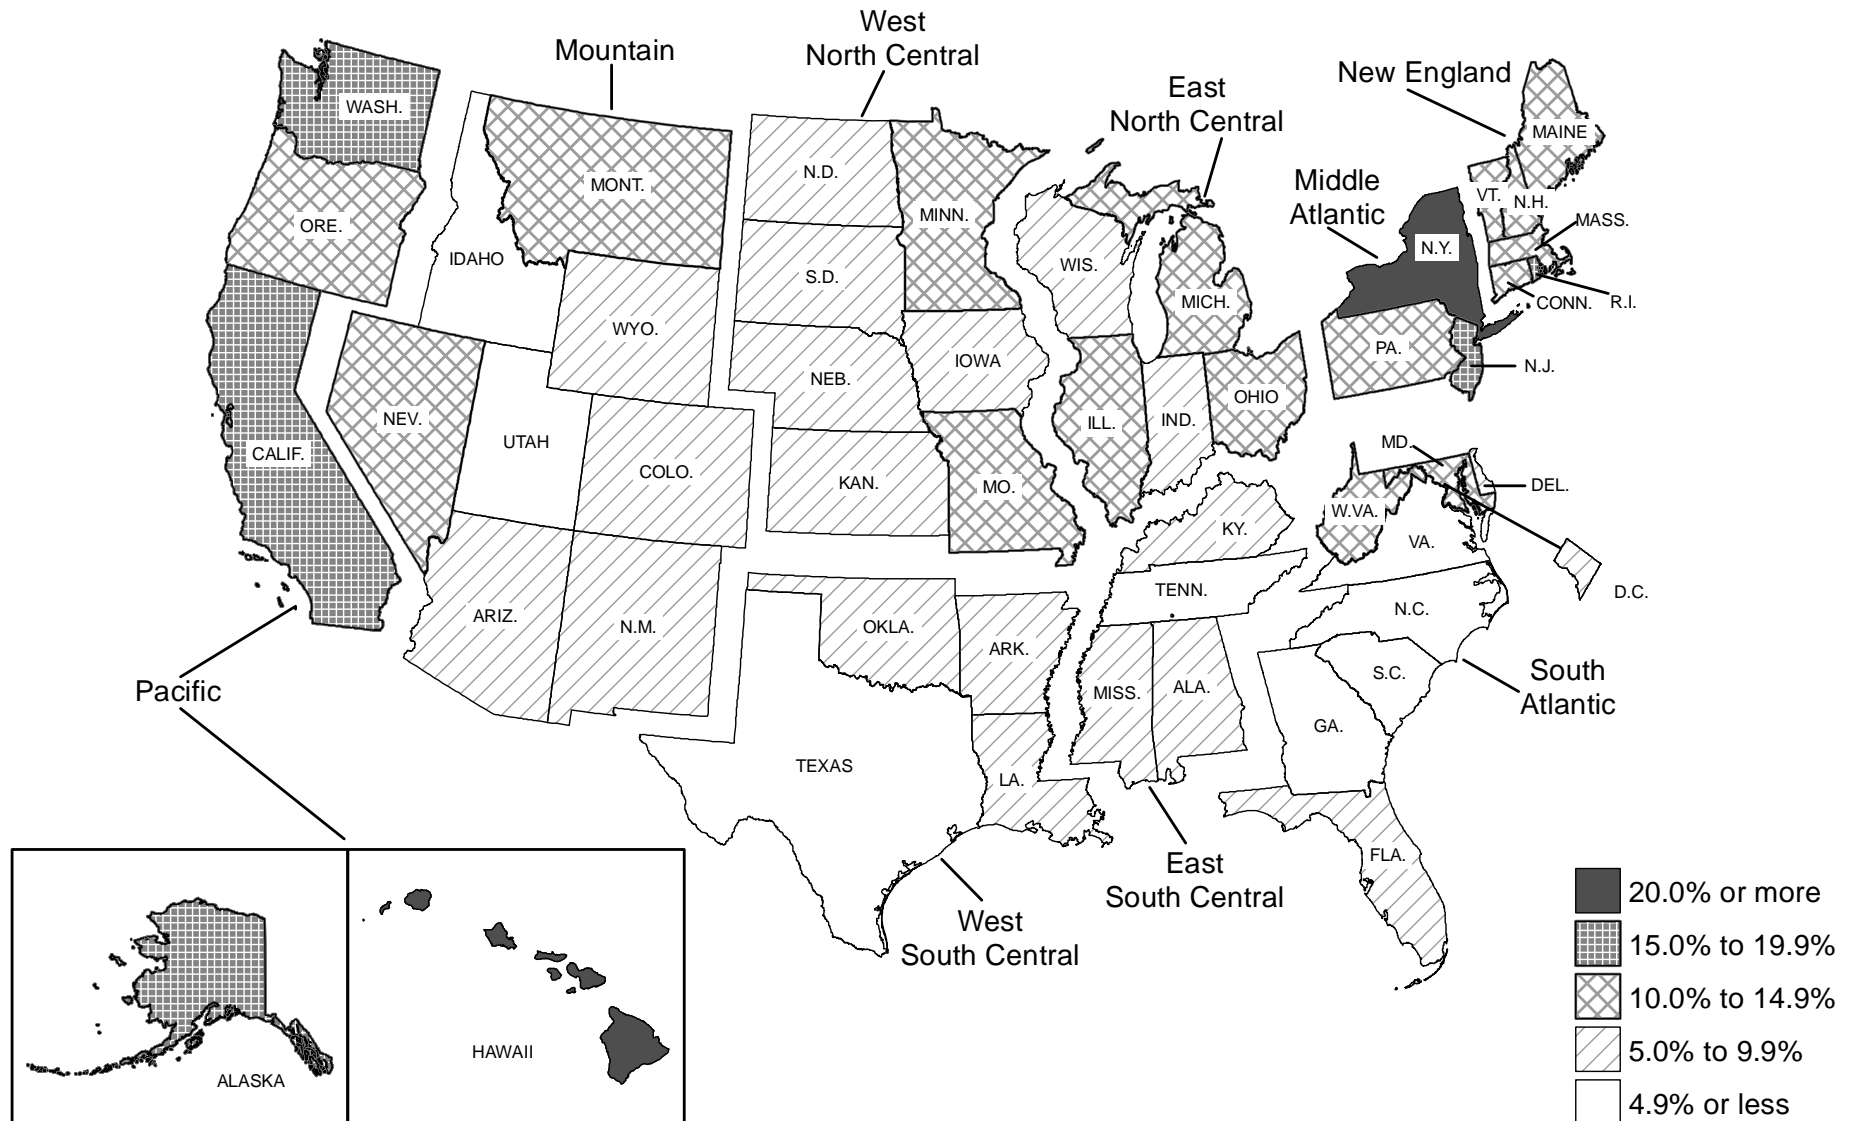 West
North Central
Mountain
New England
East
North Central
WASH.
MAINE
MONT.
N.D.
Middle
Atlantic
VT.
N.H.
MINN.
ORE.
MASS.
N.Y.
IDAHO
WIS.
S.D.
MICH.
CONN.
R.I.
WYO.
PA.
IOWA
N.J.
NEB.
OHIO
NEV.
ILL.
IND.
UTAH
MD.
CALIF.
COLO.
KAN.
MO.
DEL.
W.VA.
KY.
VA.
TENN.
D.C.
N.C.
ARIZ.
N.M.
OKLA.
ARK.
S.C.
South
Atlantic
Pacific
MISS.
ALA.
GA.
TEXAS
LA.
FLA.
East
South Central
West
South Central
20.0% or more
15.0% to 19.9%
10.0% to 14.9%
5.0% to 9.9%
4.9% or less
HAWAII
ALASKA